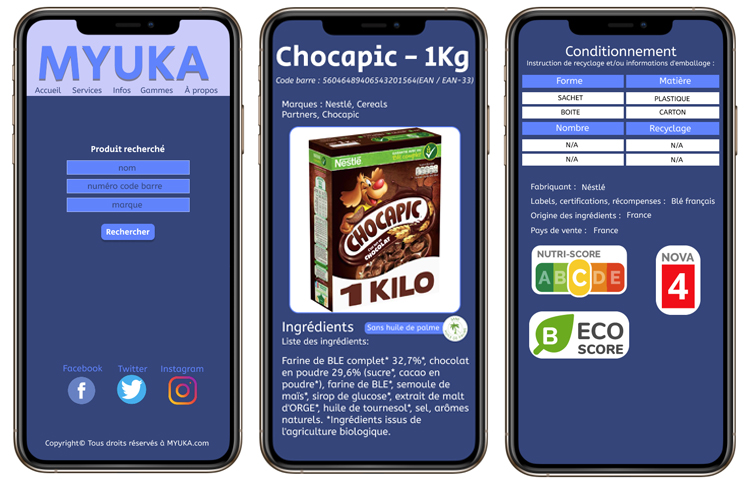 MYUKA
Accueil Services Infos Gammes À propos
Produit recherché
nom
numéro code barre
marque
Rechercher
Facebook Twitter Instagram
Copyright© Tous droits résérvés à MYUKA.com
Chocapic – 1Kg
Code barre : 5604648940654320 1564(EAN / EAN-33)
Marques : Nestlé, Cereals
Partners, Chocapic
Nestlé
CHOCAPIC
CHOCOLAT
1 KILO
Ingrédients
Sans huile de palme
Liste des ingrédients:
Farine de BLE complet* 32,7%*, chocolat
en poudre 29,6% (sucre*, cacao en
poudre*), farine de BLE*, semoule de
maïs*, sirop de glucose*, extrait de malt
d'ORGE*, huile de tournesol*, sel, arômes
naturels. *Ingrédients issus de
l'agriculture biologique.
Conditionnement
Instruction de recyclage et/ou informations d'emballage :
Forme Matière
SACHET PLASTIQUE
BOITE CARTON
Nombre Recyclage
N/A N/A
N/A N/A
Fabriquant : Néstlé
Labels, certifications, récompenses : Blé français
Origine des ingrédients : France
Pays de vente : France
NUTRI-SCORE
A B C D E
NOVA
4
B ECO
SCORE